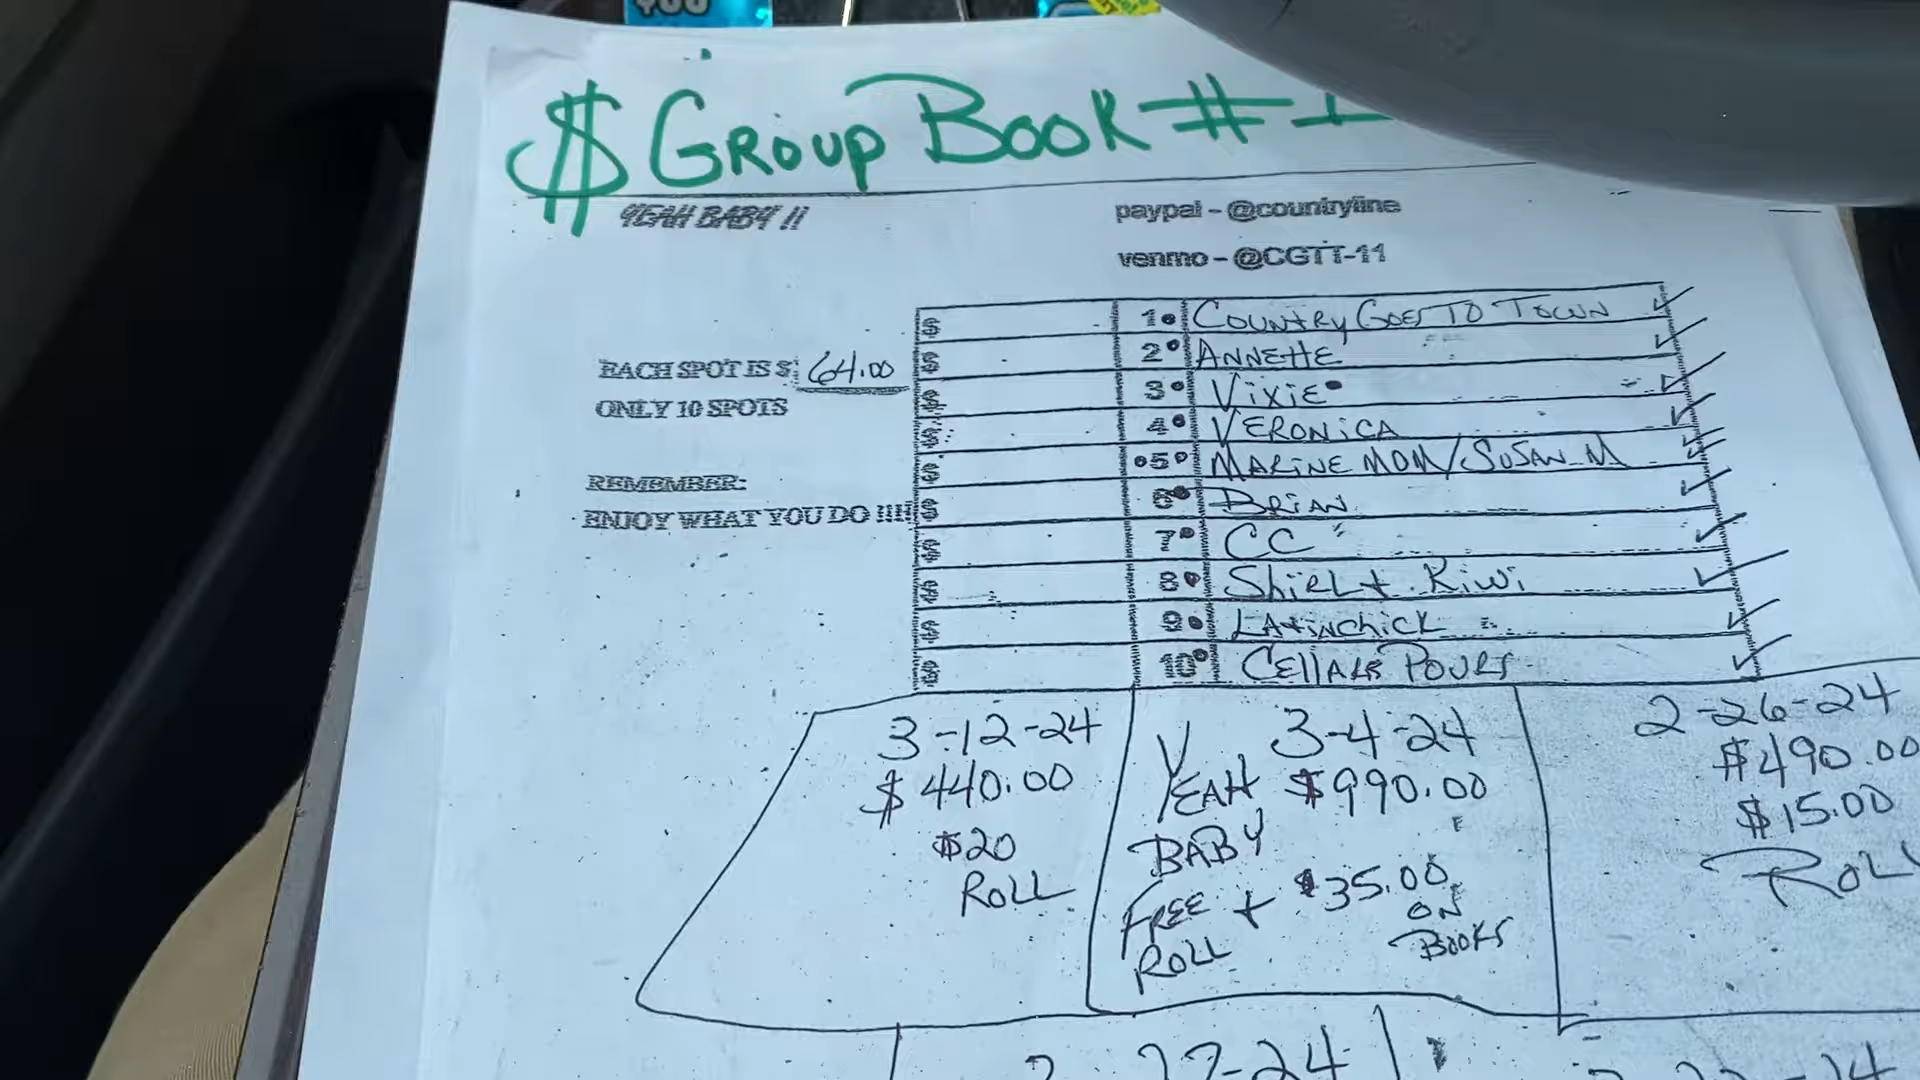 $ GROUP BOOK #1
YEAH BABY !!
paypal - @countryline
venmo - @CGTT-11
EACH SPOT IS $ 64.00
ONLY 10 SPOTS
REMEMBER:
ENJOY WHAT YOU DO !!!!
$ 1. COUNTRY GOES TO TOWN
$ 2. ANNETTE
$ 3. VIXIE
$ 4. VERONICA
$ 5. MARINE MOM/SUSAN M
$ 6. BRIAN
$ 7. CC
$ 8. SHIRL + KIWI
$ 9. LATINCHICK
$ 10. CELLARS POURS
3-12-24
$440.00
$20
ROLL
3-4-24
YEAH $990.00
BABY
FREE + $35.00
ROLL ON
BOOKS
2-26-24
$490.00
$15.00
ROLL